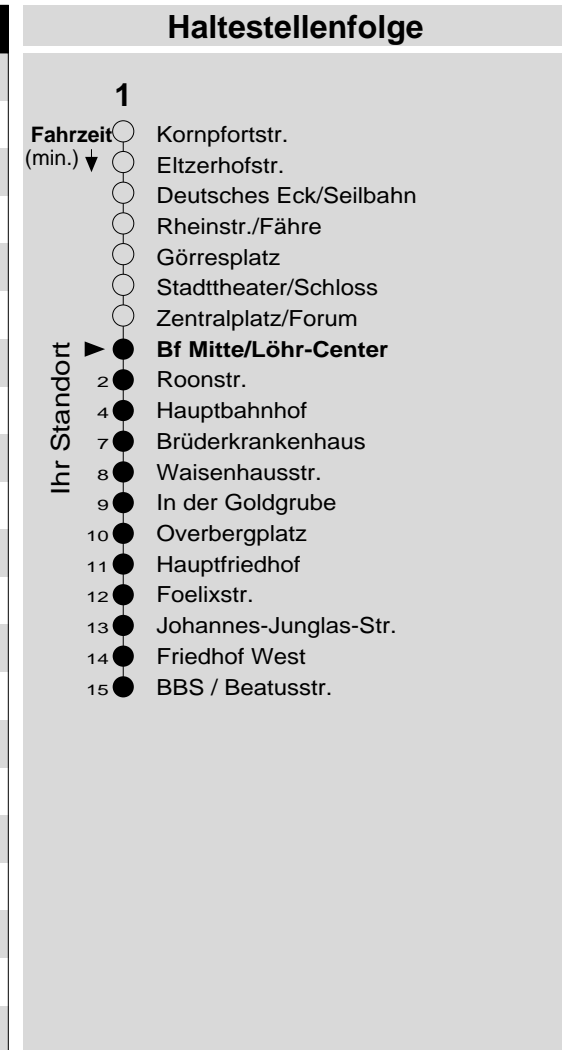 Haltestellenfolge
1
Fahrzeit
(min.)
Kornpfortstr.
Eltzerhofstr.
Deutsches Eck/Seilbahn
Rheinstr./Fähre
Görresplatz
Stadttheater/Schloss
Zentralplatz/Forum
Ihr Standort
Bf Mitte/Löhr-Center
2 Roonstr.
4 Hauptbahnhof
7 Brüderkrankenhaus
8 Waisenhausstr.
9 In der Goldgrube
10 Overbergplatz
11 Hauptfriedhof
12 Foelixstr.
13 Johannes-Junglas-Str.
14 Friedhof West
15 BBS / Beatusstr.